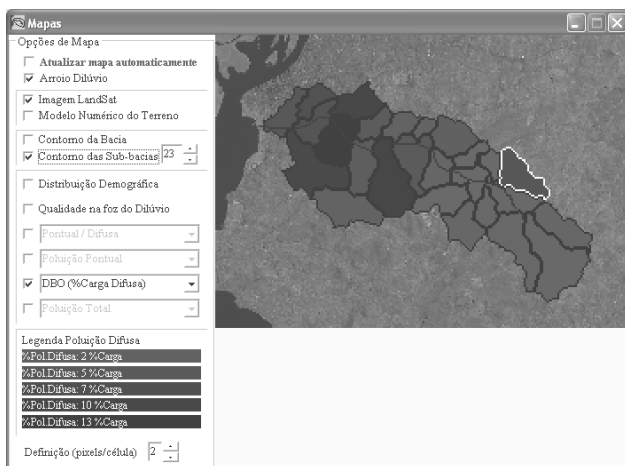 Mapas
Opções de Mapa
Atualizar mapa automaticamente
Arroio Dilúvio
Imagem LandSat
Modelo Numérico do Terreno
Contorno da Bacia
Contorno das Sub-bacias 23
Distribuição Demográfica
Qualidade na foz do Dilúvio
Pontual / Difusa
Poluição Pontual
DBO (%Carga Difusa)
Poluição Total
Legenda Poluição Difusa
%Pol.Difusa: 2 %Carga
%Pol.Difusa: 5 %Carga
%Pol.Difusa: 7 %Carga
%Pol.Difusa: 10 %Carga
%Pol.Difusa: 13 %Carga
Definição (pixels/célula) 2